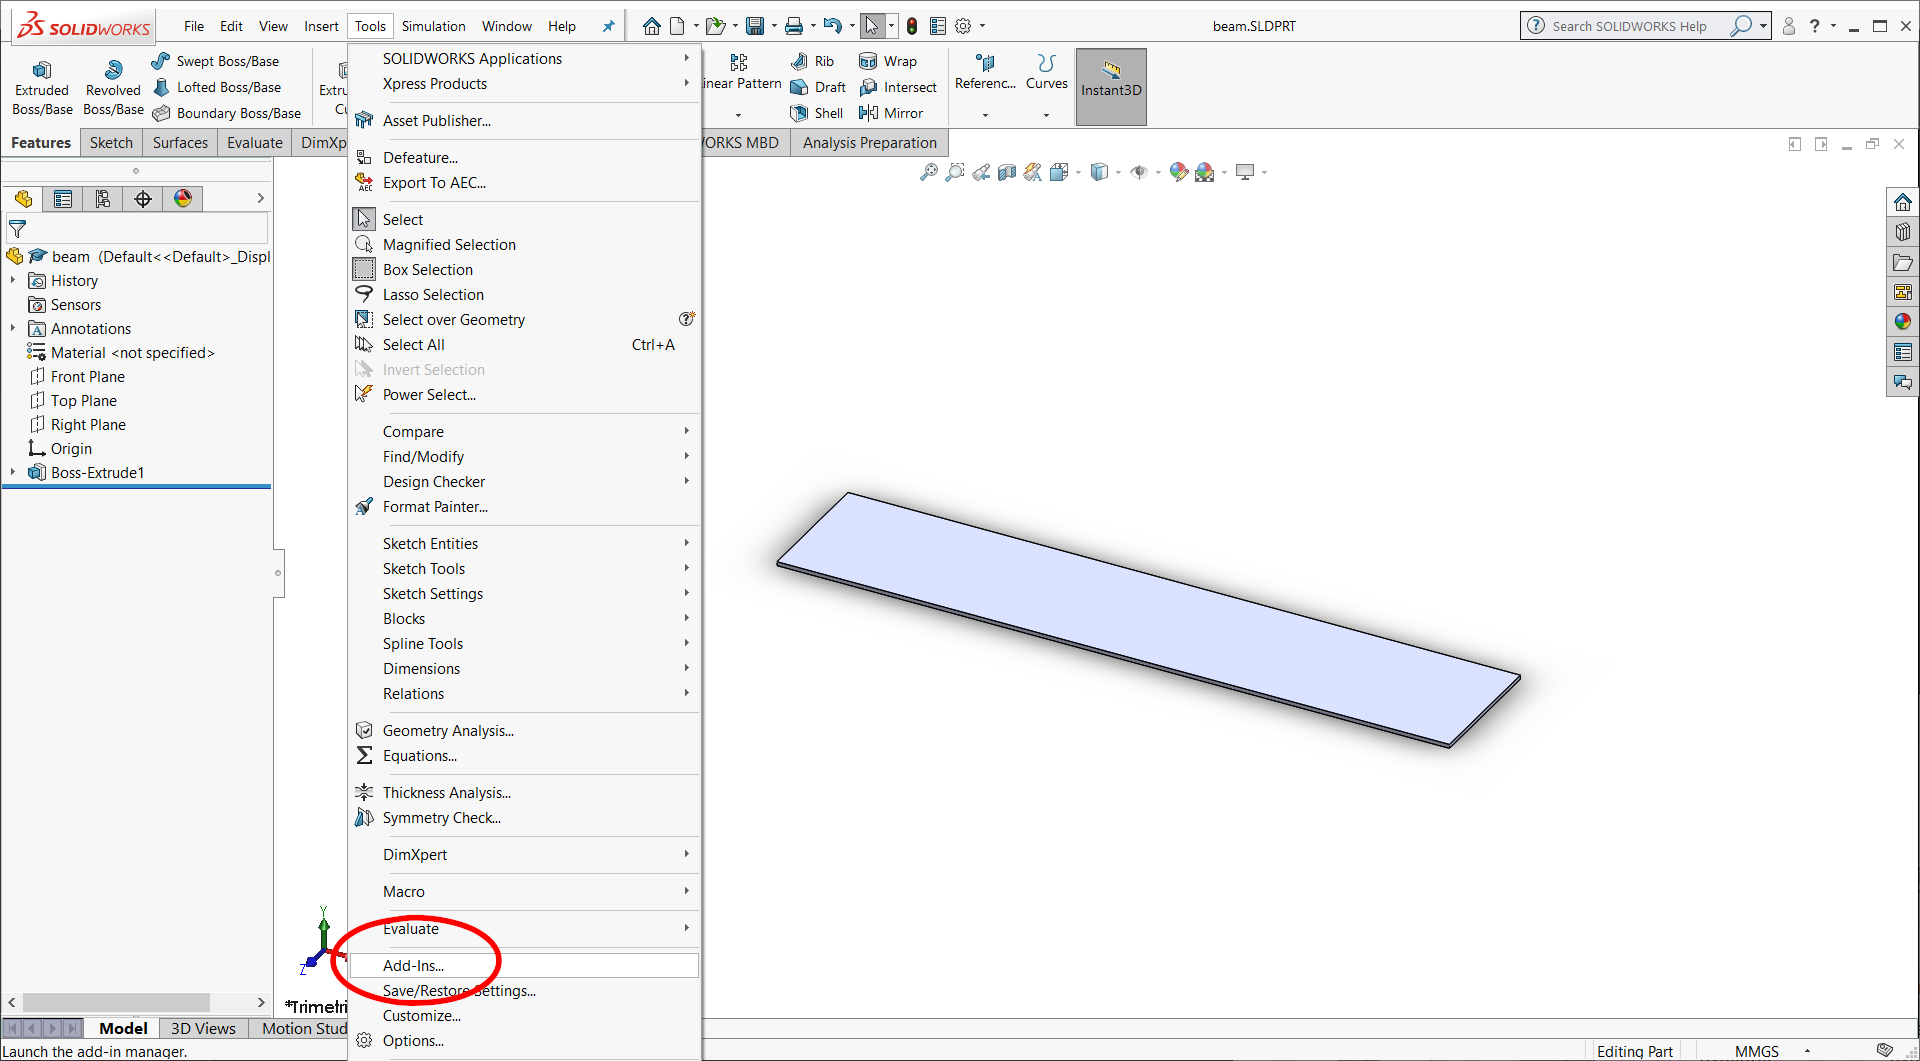 SOLIDWORKS File Edit View Insert Tools Simulation Window Help beam.SLDPRT Search SOLIDWORKS Help ?
Extruded Boss/Base
Revolved Boss/Base
Swept Boss/Base
Lofted Boss/Base
Boundary Boss/Base
Extru
Cu
inear Pattern
Rib
Draft
Shell
Wrap
Intersect
Mirror
Referenc...
Curves
Instant3D
Features Sketch Surfaces Evaluate DimXp WORKS MBD Analysis Preparation
beam (Default<<Default>_Displ
History
Sensors
Annotations
Material <not specified>
Front Plane
Top Plane
Right Plane
Origin
Boss-Extrude1
SOLIDWORKS Applications
Xpress Products
Asset Publisher...
Defeature...
Export To AEC...
Select
Magnified Selection
Box Selection
Lasso Selection
Select over Geometry
Select All Ctrl+A
Invert Selection
Power Select...
Compare
Find/Modify
Design Checker
Format Painter...
Sketch Entities
Sketch Tools
Sketch Settings
Blocks
Spline Tools
Dimensions
Relations
Geometry Analysis...
Equations...
Thickness Analysis...
Symmetry Check...
DimXpert
Macro
Evaluate
Add-Ins...
Save/Restore Settings...
Customize...
Options...
Y
Z
*Trimetri
Model 3D Views Motion Stud
Launch the add-in manager. Editing Part MMGS